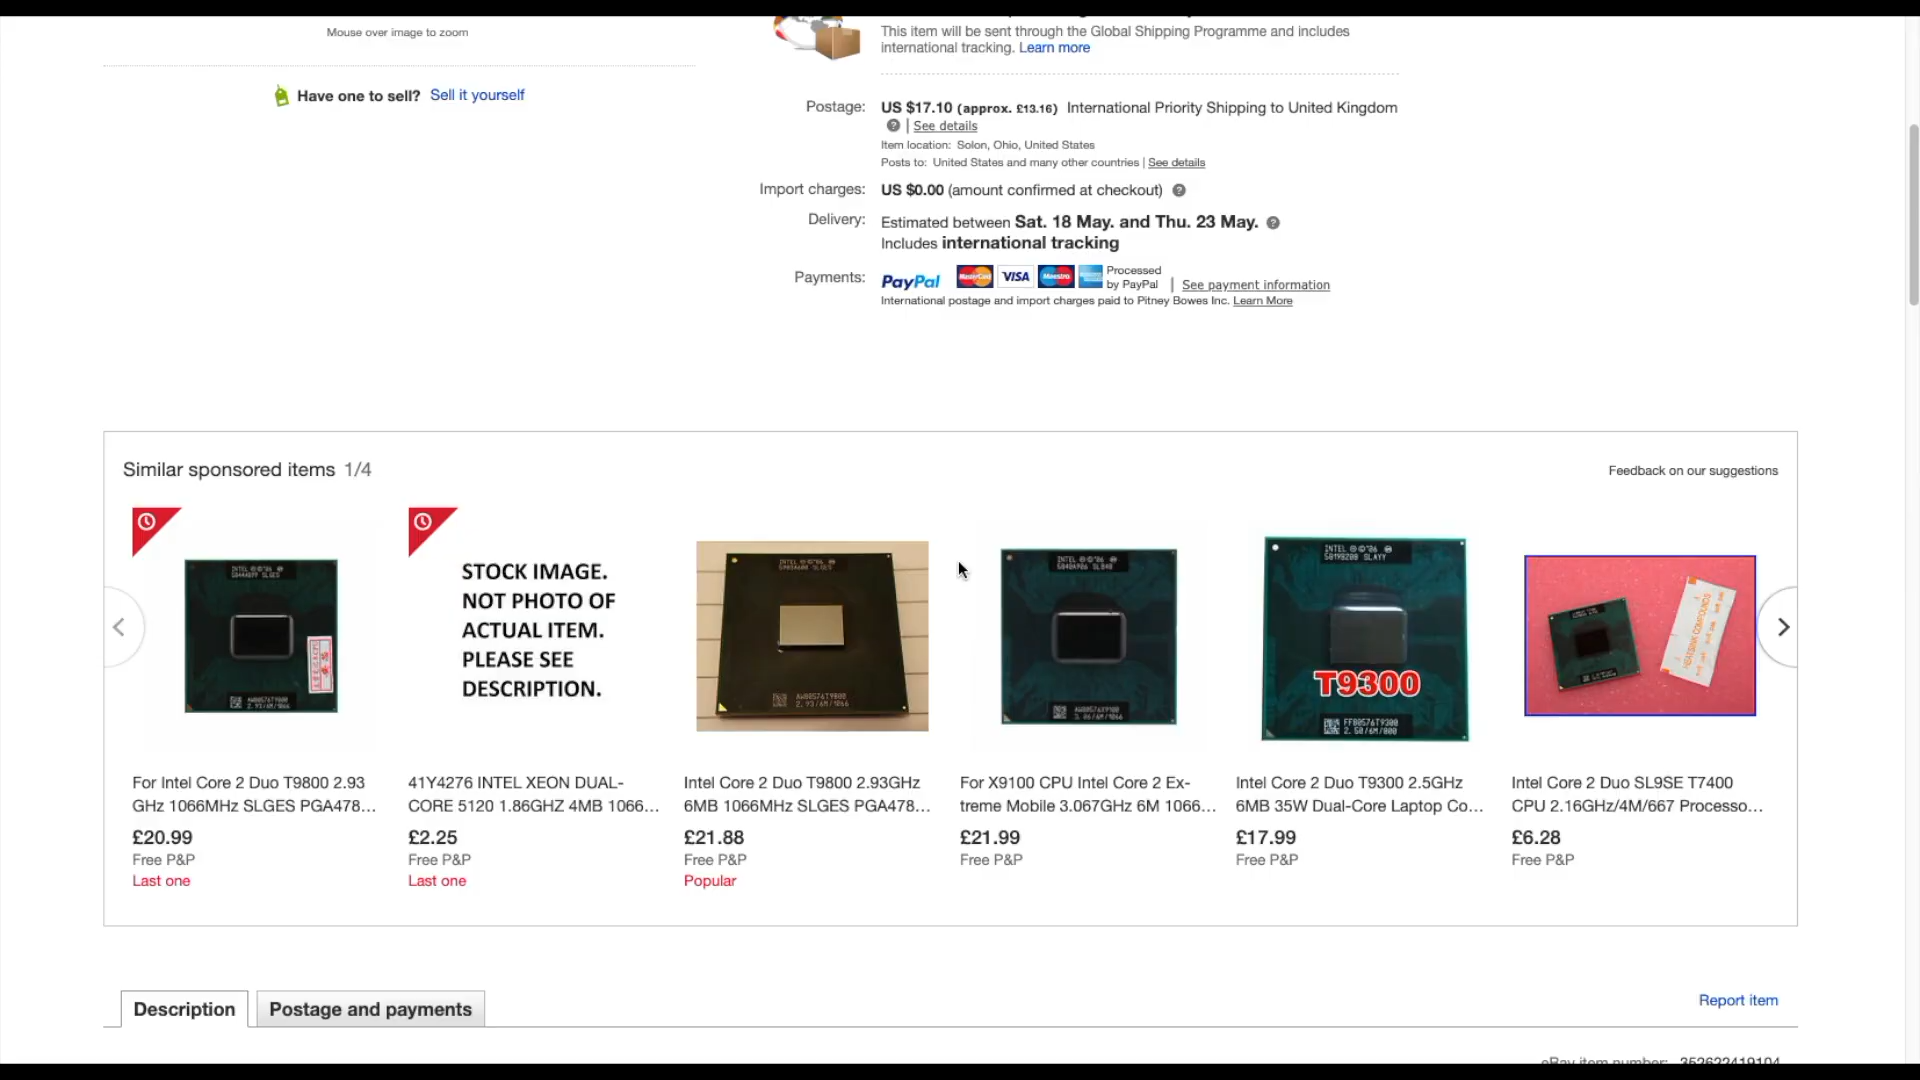 Mouse over image to zoom
Have one to sell? Sell it yourself
This item will be sent through the Global Shipping Programme and includes
international tracking. Learn more
Postage: US $17.10 (approx. £13.16) International Priority Shipping to United Kingdom
| See details
Item location: Solon, Ohio, United States
Posts to: United States and many other countries | See details
Import charges: US $0.00 (amount confirmed at checkout)
Delivery: Estimated between Sat. 18 May. and Thu. 23 May.
Includes international tracking
Payments: PayPal MasterCard VISA Maestro Processed
by PayPal | See payment information
International postage and import charges paid to Pitney Bowes Inc. Learn More
Similar sponsored items 1/4
Feedback on our suggestions
STOCK IMAGE.
NOT PHOTO OF
ACTUAL ITEM.
PLEASE SEE
DESCRIPTION.
T9300
FF80576T9300
2.50/6M/800
For Intel Core 2 Duo T9800 2.93
GHz 1066MHz SLGES PGA478...
£20.99
Free P&P
Last one
41Y4276 INTEL XEON DUAL-
CORE 5120 1.86GHZ 4MB 1066...
£2.25
Free P&P
Last one
Intel Core 2 Duo T9800 2.93GHz
6MB 1066MHz SLGES PGA478...
£21.88
Free P&P
Popular
For X9100 CPU Intel Core 2 Ex-
treme Mobile 3.067GHz 6M 1066...
£21.99
Free P&P
Intel Core 2 Duo T9300 2.5GHz
6MB 35W Dual-Core Laptop Co...
£17.99
Free P&P
Intel Core 2 Duo SL9SE T7400
CPU 2.16GHz/4M/667 Processo...
£6.28
Free P&P
Description
Postage and payments
Report item
eBay item number: 352622419104